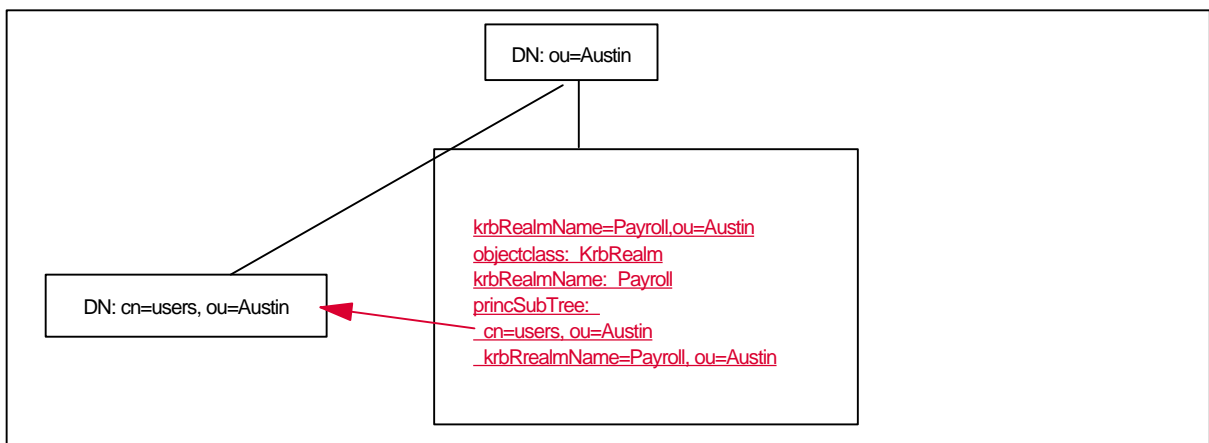 DN: ou=Austin
krbRealmName=Payroll,ou=Austin
objectclass: KrbRealm
krbRealmName: Payroll
princSubTree:
cn=users, ou=Austin
krbRrealmName=Payroll, ou=Austin
DN: cn=users, ou=Austin